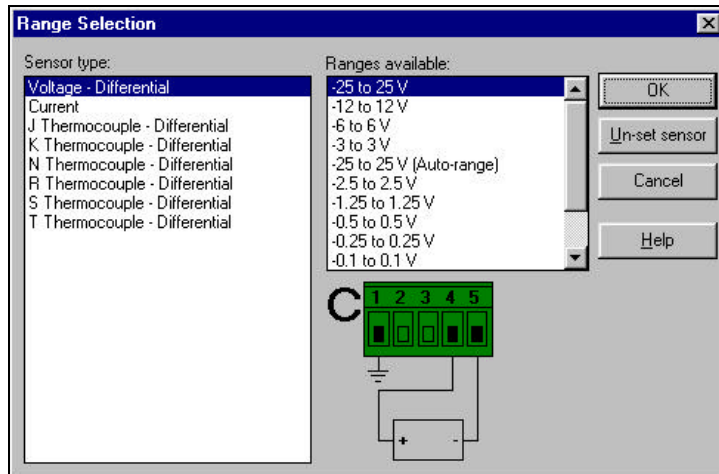 Range Selection
Sensor type:
Voltage - Differential
Current
J Thermocouple - Differential
K Thermocouple - Differential
N Thermocouple - Differential
R Thermocouple - Differential
S Thermocouple - Differential
T Thermocouple - Differential
Ranges available:
-25 to 25 V
-12 to 12 V
-6 to 6 V
-3 to 3 V
-25 to 25 V (Auto-range)
-2.5 to 2.5 V
-1.25 to 1.25 V
-0.5 to 0.5 V
-0.25 to 0.25 V
-0.1 to 0.1 V
OK
Un-set sensor
Cancel
Help
C 1 2 3 4 5
+ -